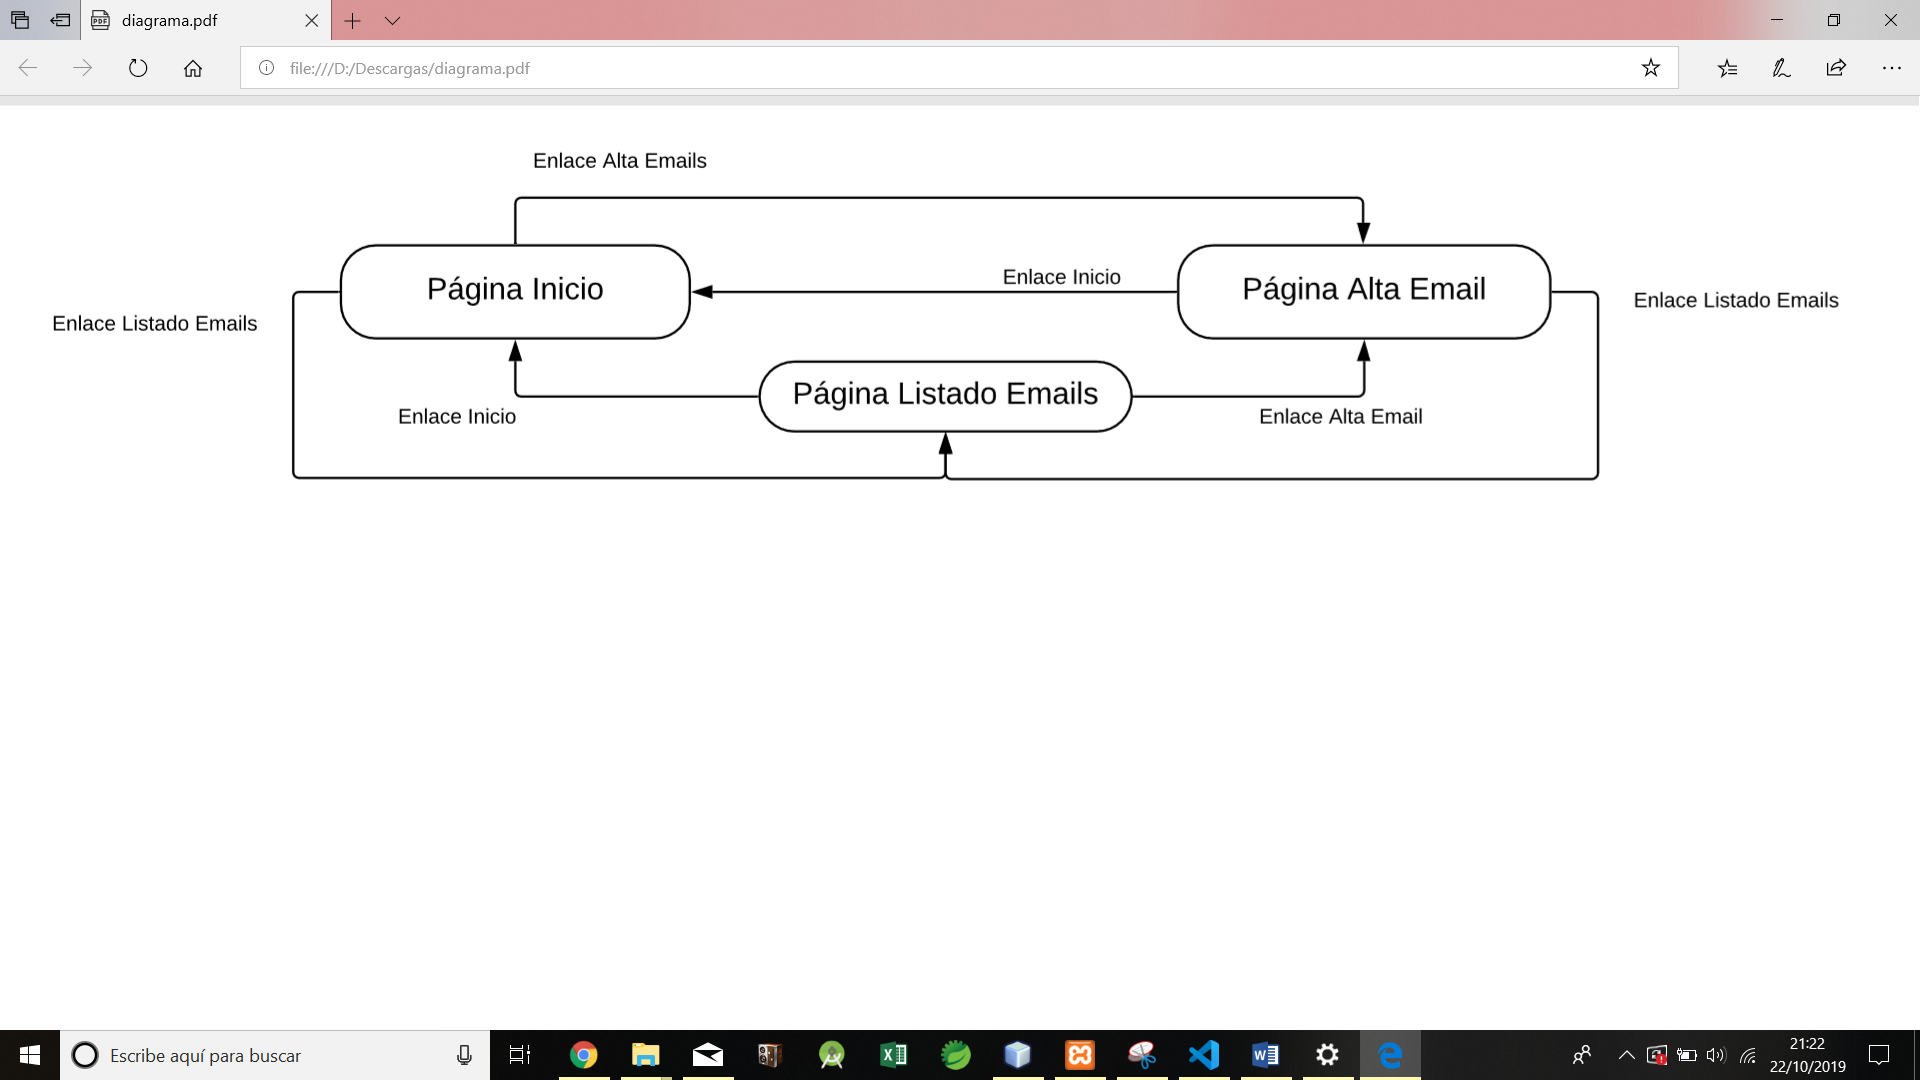 diagrama.pdf
file:///D:/Descargas/diagrama.pdf
Enlace Alta Emails
Página Inicio
Enlace Inicio
Página Alta Email
Enlace Listado Emails
Enlace Listado Emails
Página Listado Emails
Enlace Inicio
Enlace Alta Email
Escribe aquí para buscar
21:22
22/10/2019